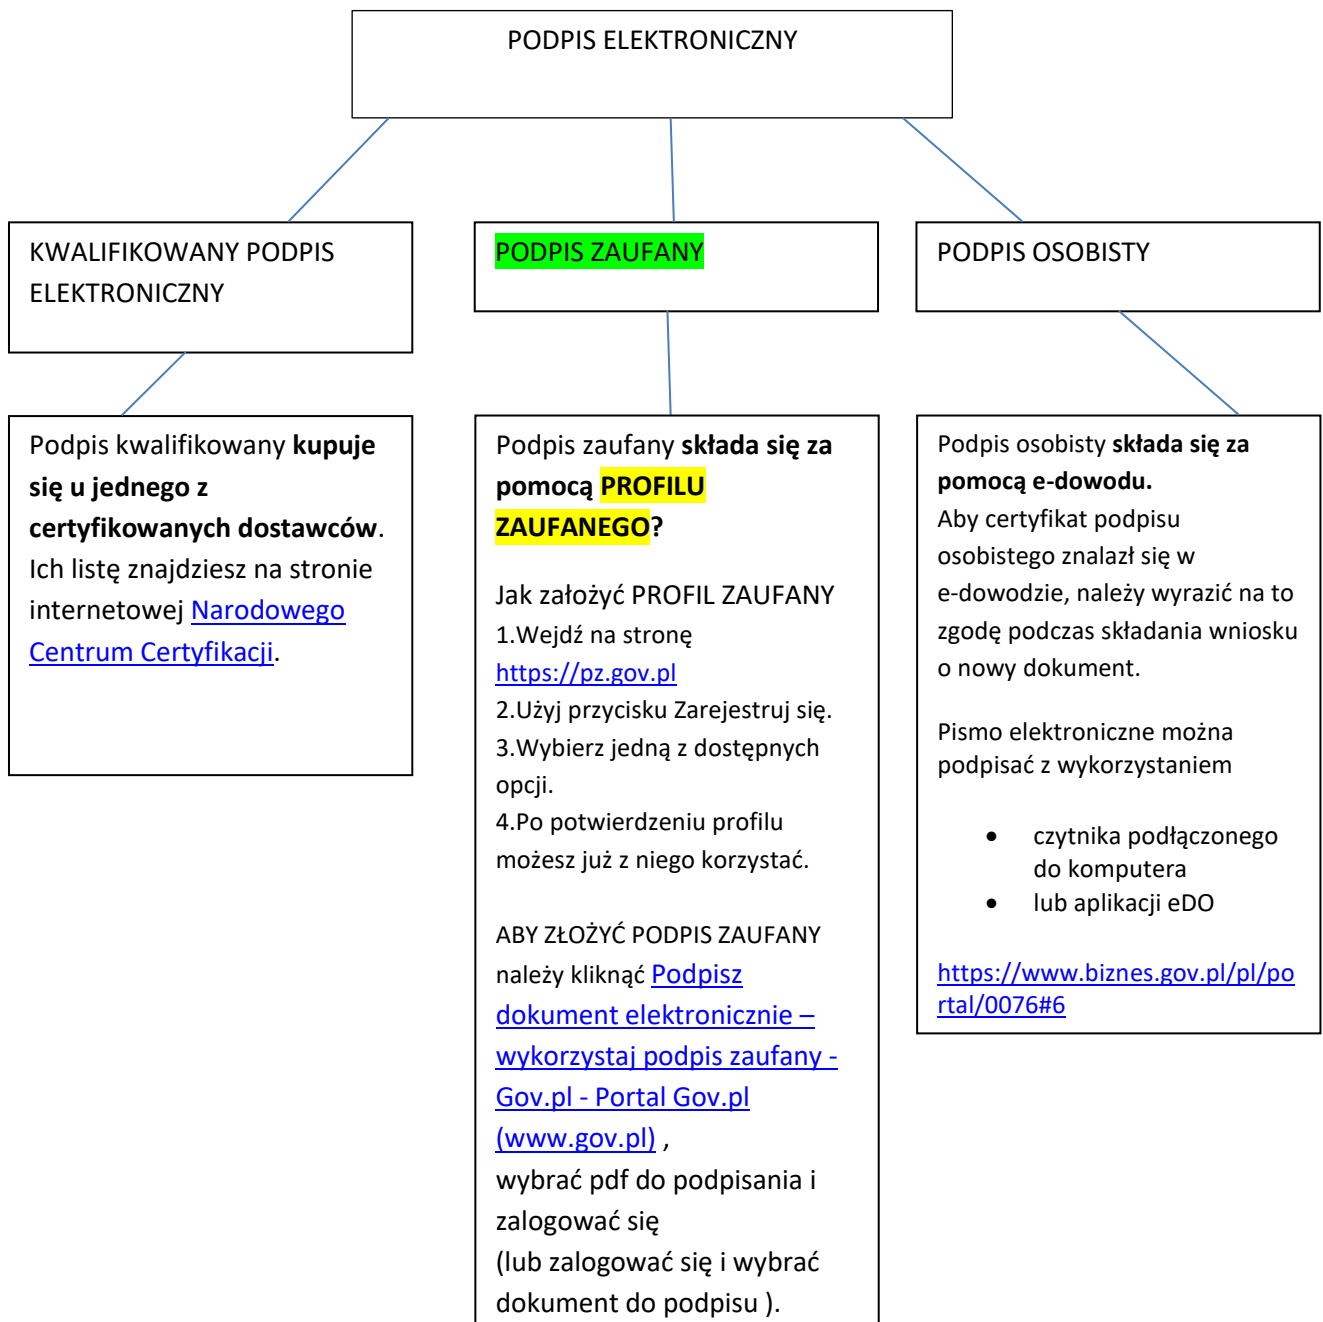 PODPIS ELEKTRONICZNY
KWALIFIKOWANY PODPIS
ELEKTRONICZNY
Podpis kwalifikowany kupuje
się u jednego z
certyfikowanych dostawców.
Ich listę znajdziesz na stronie
internetowej Narodowego
Centrum Certyfikacji.
PODPIS ZAUFANY
Podpis zaufany składa się za
pomocą PROFILU
ZAUFANEGO?
Jak założyć PROFIL ZAUFANY
1.Wejdź na stronę
https://pz.gov.pl
2.Użyj przycisku Zarejestruj się.
3.Wybierz jedną z dostępnych
opcji.
4.Po potwierdzeniu profilu
możesz już z niego korzystać.
ABY ZŁOŻYĆ PODPIS ZAUFANY
należy kliknąć Podpisz
dokument elektronicznie –
wykorzystaj podpis zaufany -
Gov.pl - Portal Gov.pl
(www.gov.pl) ,
wybrać pdf do podpisania i
zalogować się
(lub zalogować się i wybrać
dokument do podpisu ).
PODPIS OSOBISTY
Podpis osobisty składa się za
pomocą e-dowodu.
Aby certyfikat podpisu
osobistego znalazł się w
e-dowodzie, należy wyrazić na to
zgodę podczas składania wniosku
o nowy dokument.
Pismo elektroniczne można
podpisać z wykorzystaniem
• czytnika podłączonego
do komputera
• lub aplikacji eDO
https://www.biznes.gov.pl/pl/po
rtal/0076#6